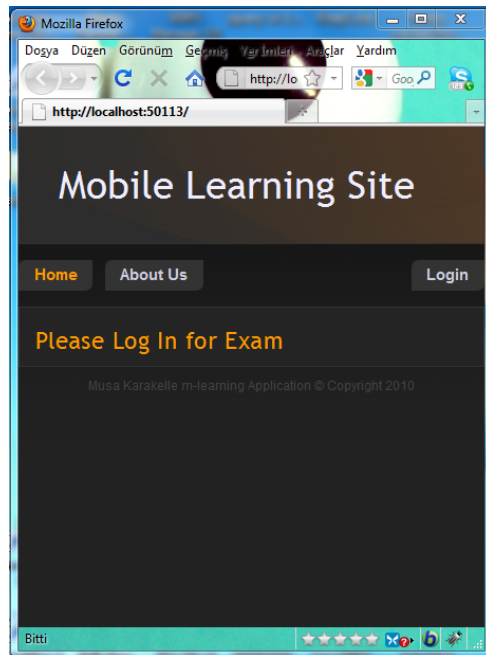 Mozilla Firefox
Dosya Düzen Görünüm Geçmiş Yer İmleri Araçlar Yardım
http://lo Goo
http://localhost:50113/
Mobile Learning Site
Home About Us Login
Please Log In for Exam
Musa Karakelle m-learning Application © Copyright 2010
Bitti